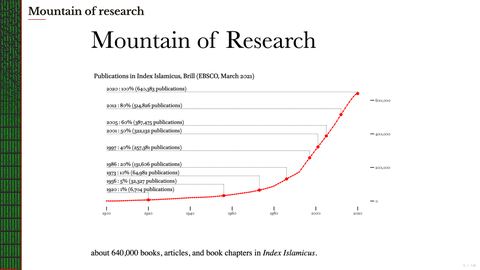 Mountain of research
Mountain of Research
Publications in Index Islamicus, Brill (EBSCO, March 2021)
2020 : 100% (640,383 publications)
2012 : 80% (514,826 publications)
2005 : 60% (387,475 publications)
2001 : 50% (322,132 publications)
1997 : 40% (257,381 publications)
1986 : 20% (131,606 publications)
1973 : 10% (64,982 publications)
1956 : 5% (32,327 publications)
1920 : 1% (6,704 publications)
600,000
400,000
200,000
0
1900 1920 1940 1960 1980 2000 2020
about 640,000 books, articles, and book chapters in Index Islamicus.